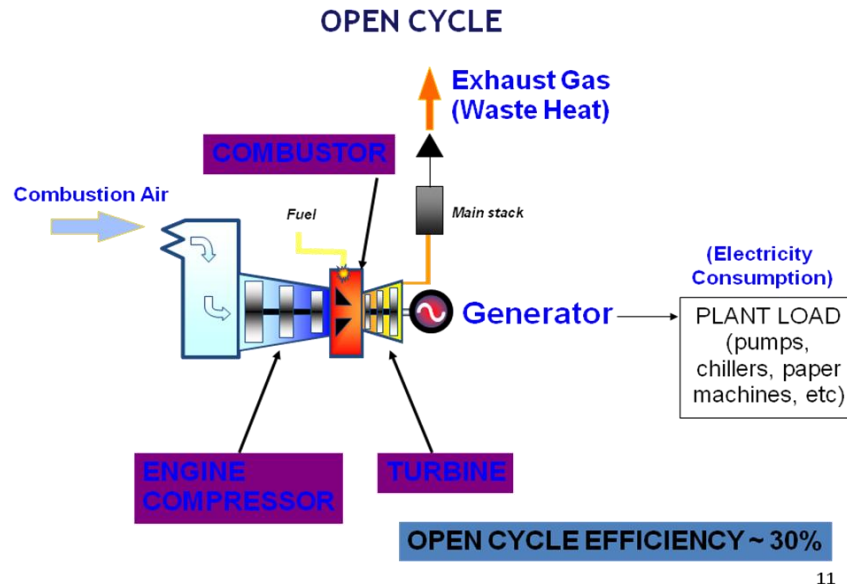 OPEN CYCLE
Exhaust Gas
(Waste Heat)
COMBUSTOR
Combustion Air
Fuel
Main stack
(Electricity
Consumption)
Generator
PLANT LOAD
(pumps,
chillers, paper
machines, etc)
ENGINE
COMPRESSOR
TURBINE
OPEN CYCLE EFFICIENCY ~ 30%
11